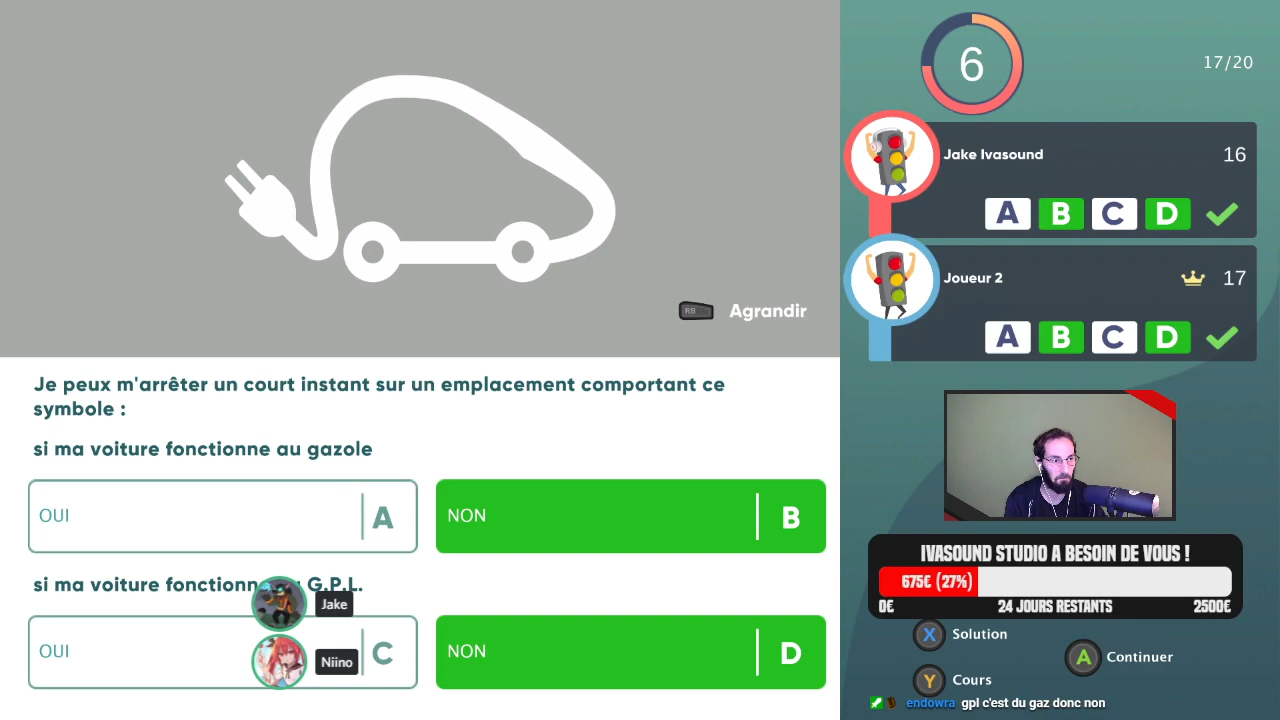 6
17/20
Jake Ivasound
16
A B C D
Joueur 2
17
A B C D
RB
Agrandir
Je peux m'arrêter un court instant sur un emplacement comportant ce
symbole :
si ma voiture fonctionne au gazole
OUI A
NON B
si ma voiture fonctionne G.P.L.
OUI C
NON D
Jake
Niino
IVASOUND STUDIO A BESOIN DE VOUS !
675€ (27%)
0€ 24 JOURS RESTANTS 2500€
X Solution
A Continuer
Y Cours
endowra gpl c'est du gaz donc non